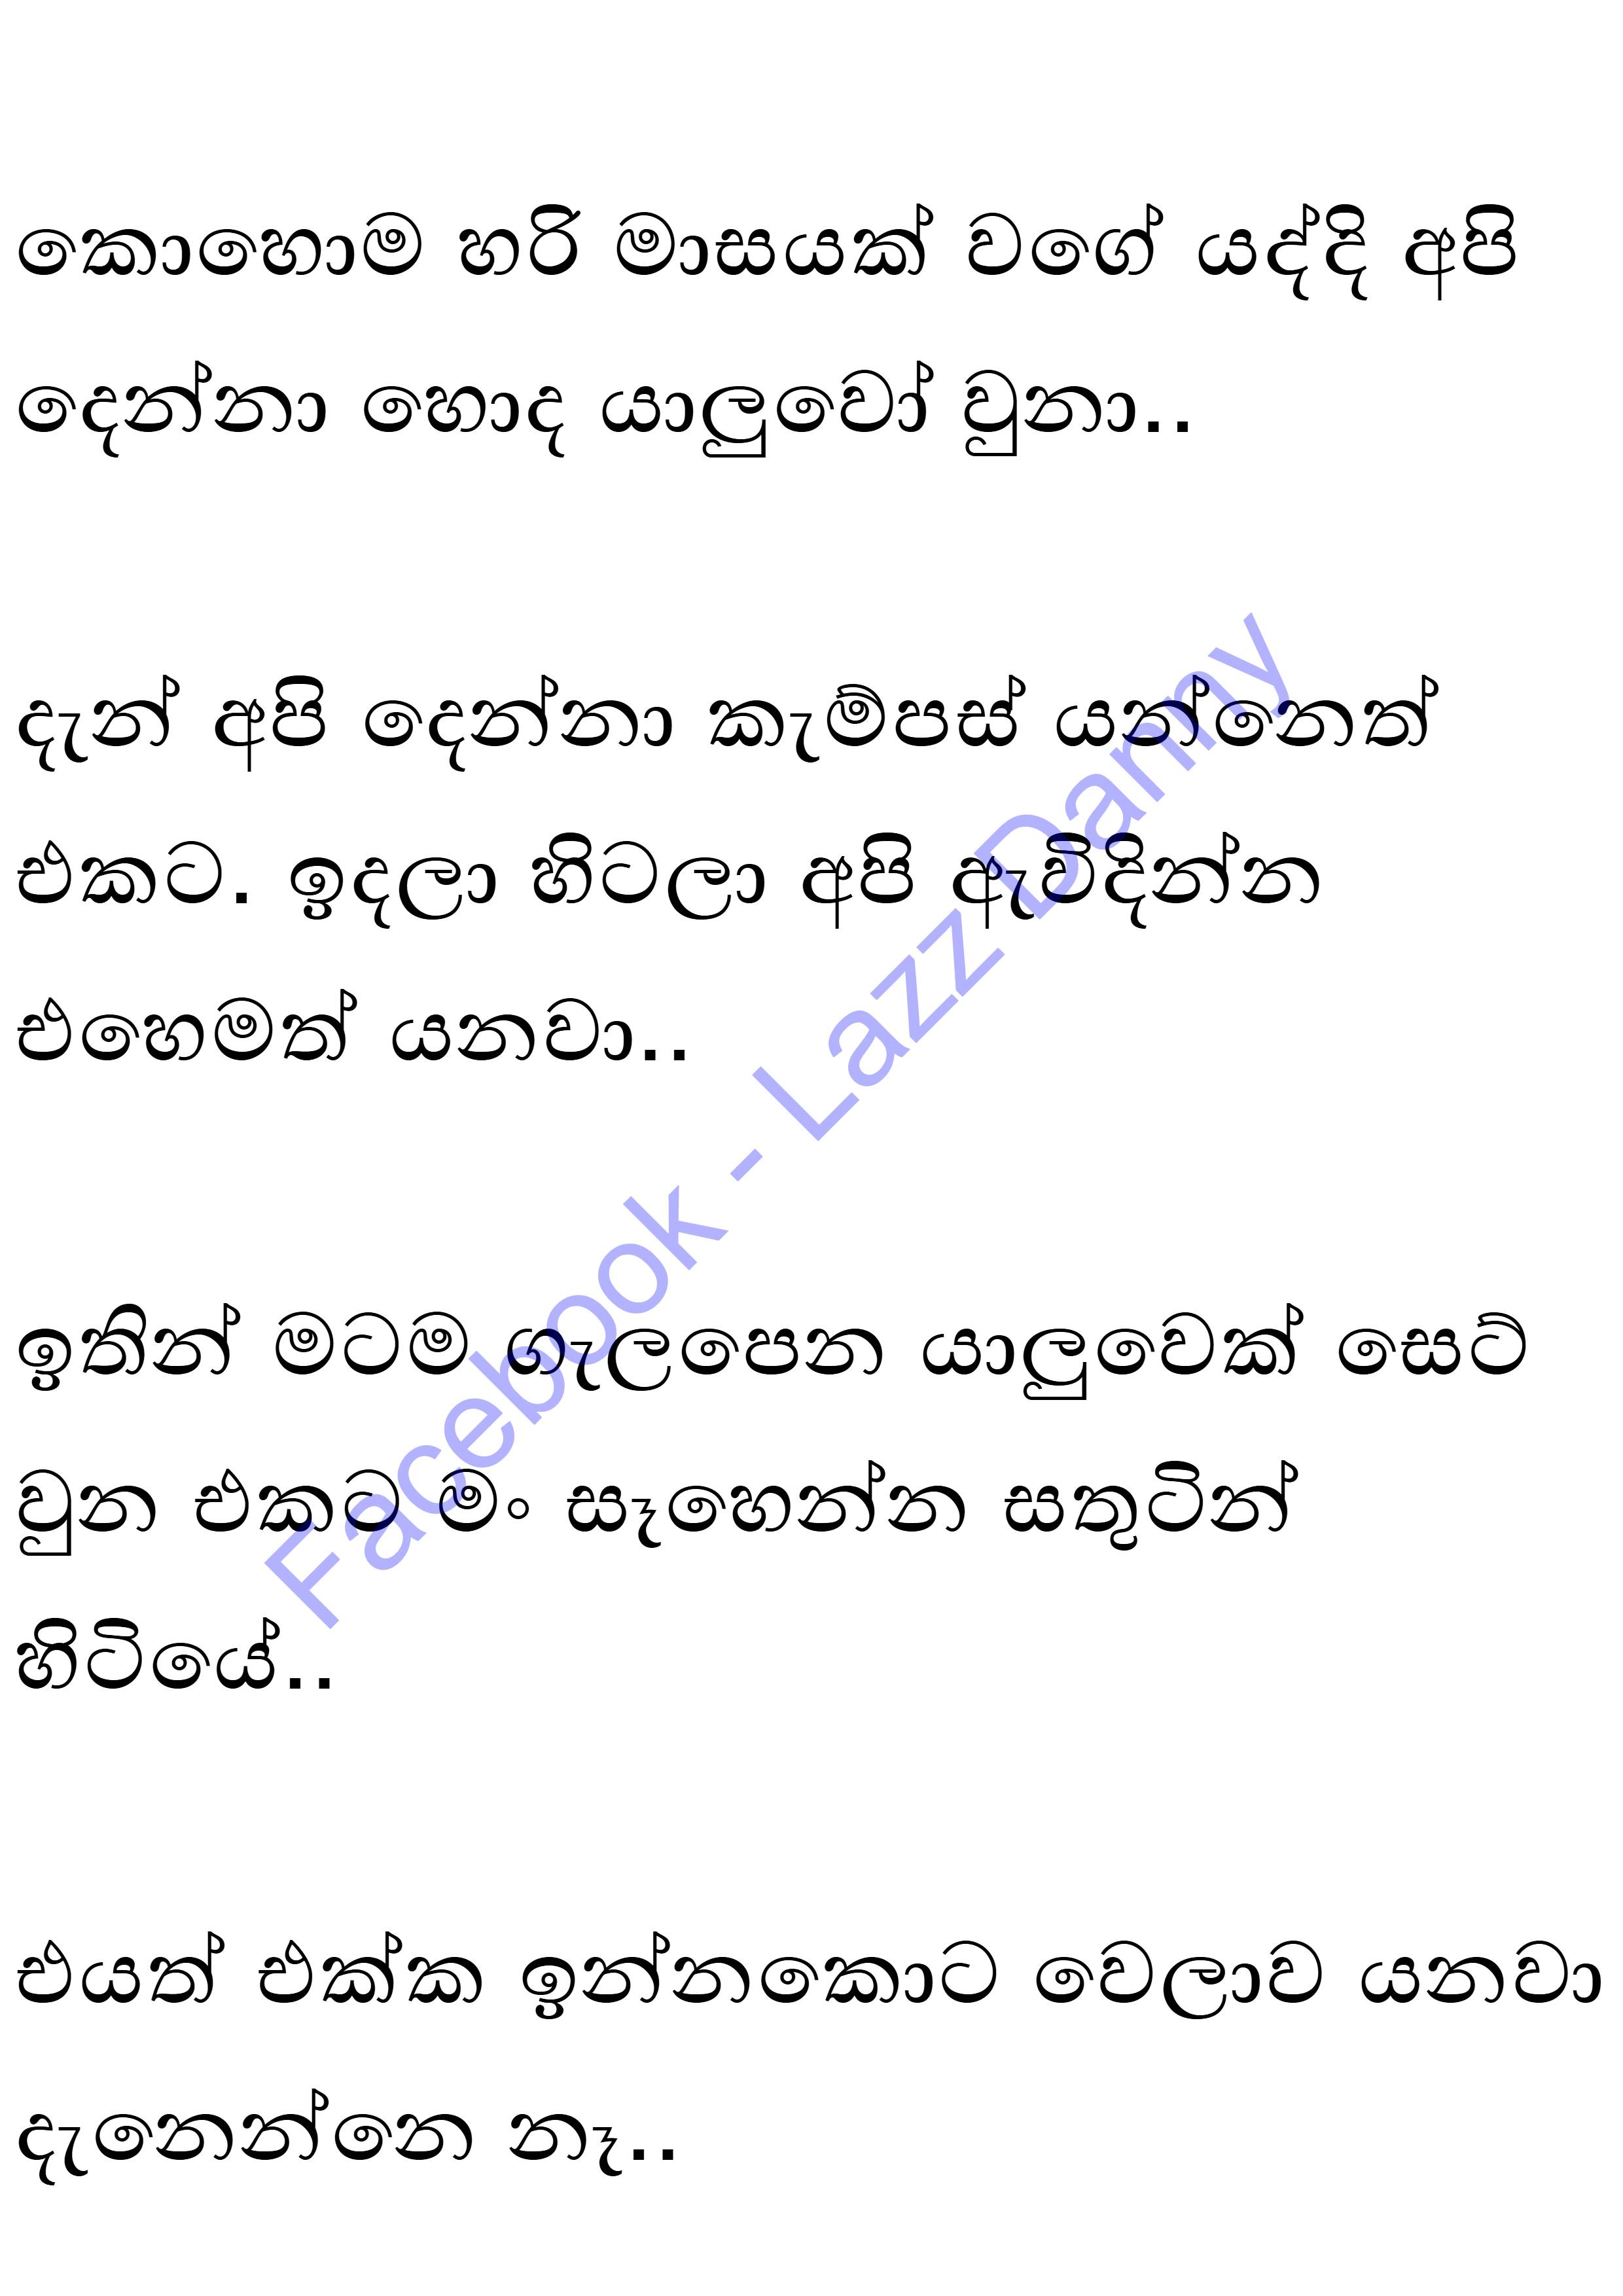 කොහොම හරි මාසයක් වගේ යද්දි අපි
දෙන්නා හොද යාලුවෝ වුනා..
දැන් අපි දෙන්නා කැම්පස් යන්නෙත්
එකට. ඉදලා හිටලා අපි ඇවිදින්න
එහෙමත් යනවා..
ඉතින් මටම ගැලපෙන යාලුවෙක් සෙට්
වුන එකට මං සෑහෙන්න සතුටින්
හිටියේ..
එයත් එක්ක ඉන්නකොට වෙලාව යනවා
දැනෙන්නෙ නෑ..
Facebook - Lazz Danny